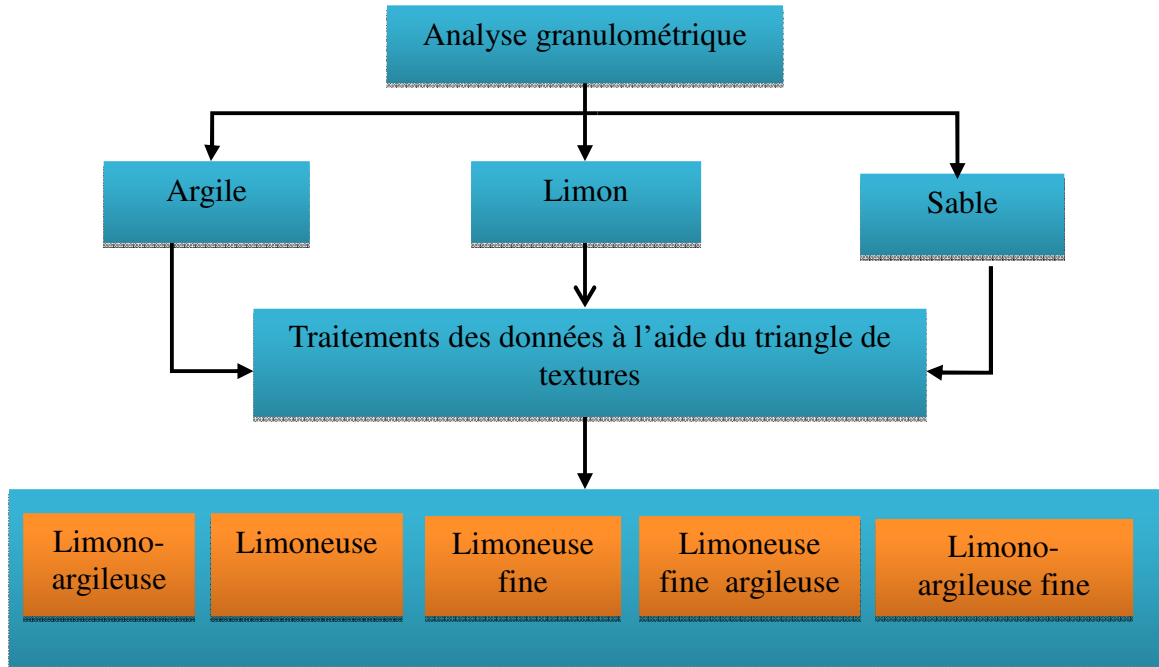 Analyse granulométrique
Argile
Limon
Sable
Traitements des données à l’aide du triangle de
textures
Limono-
argileuse
Limoneuse
Limoneuse
fine
Limoneuse
fine argileuse
Limono-
argileuse fine